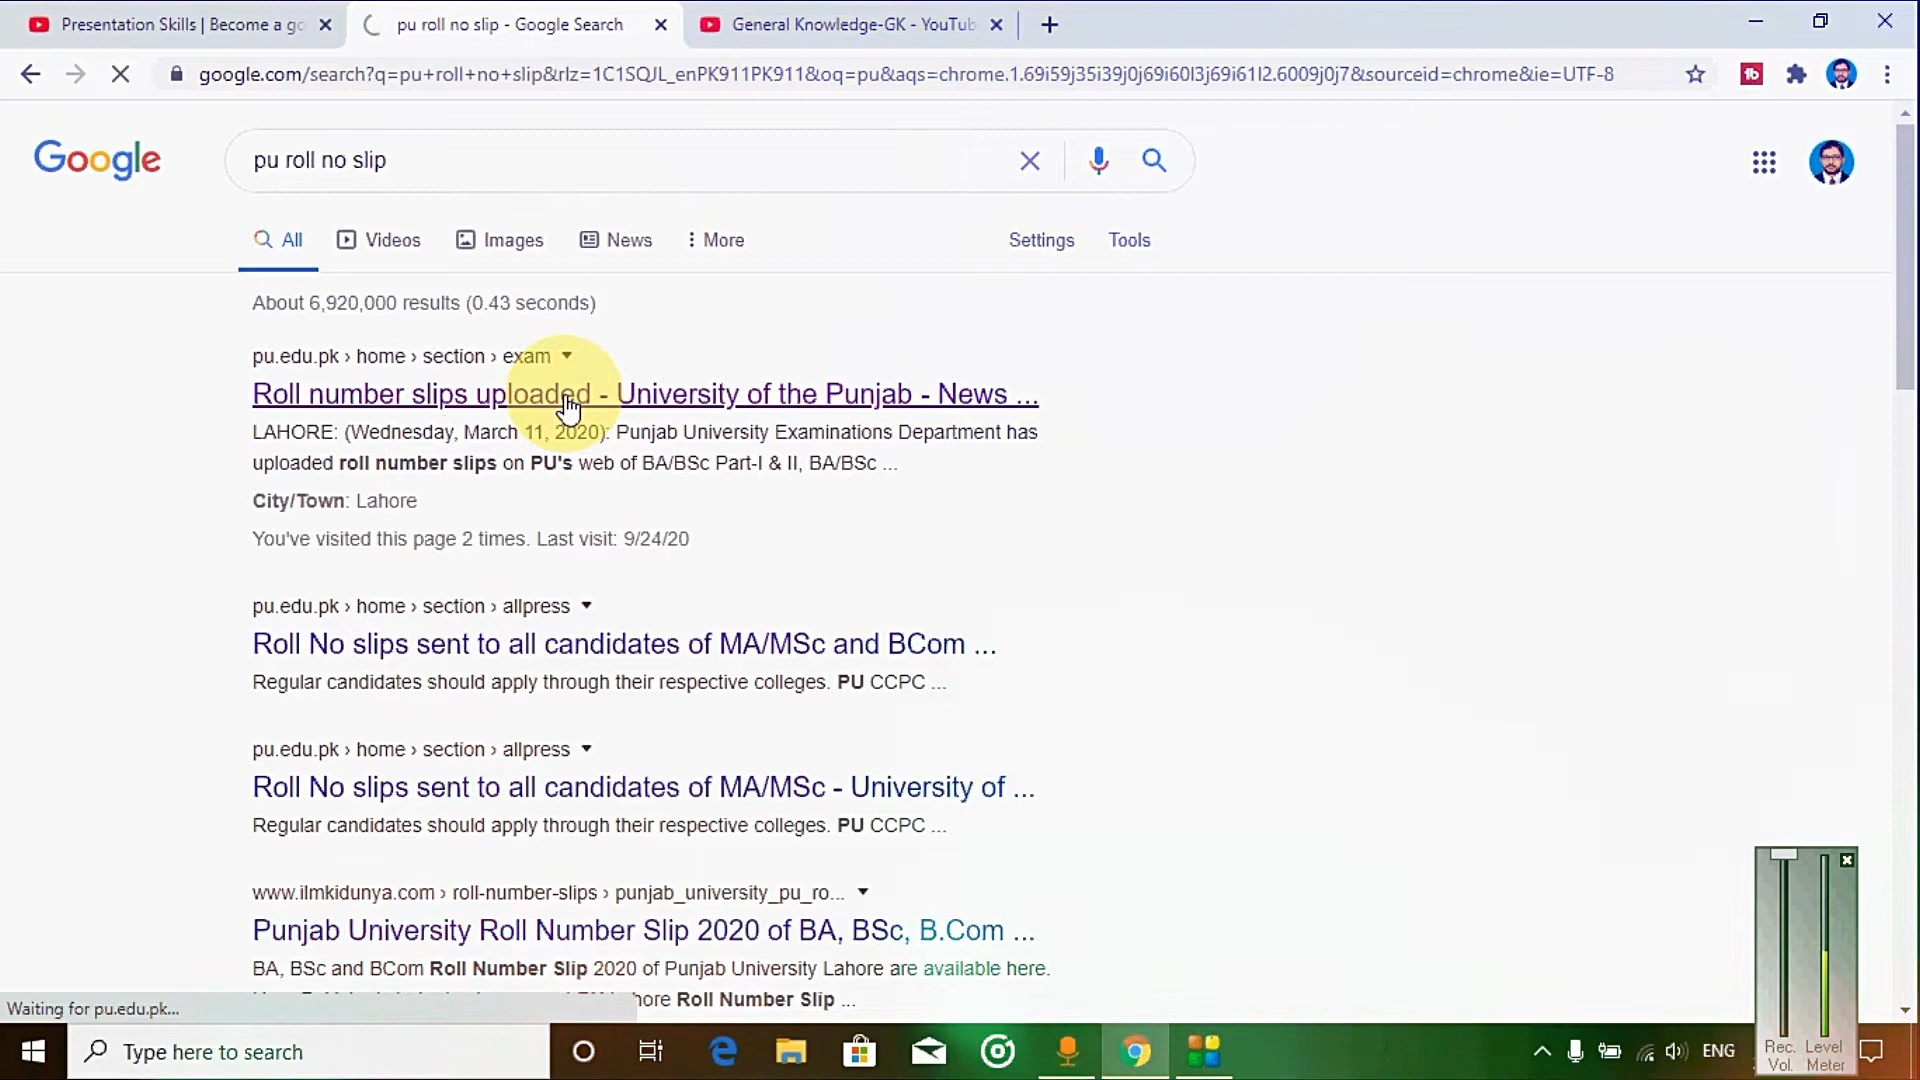 Presentation Skills | Become a go
pu roll no slip - Google Search
General Knowledge-GK - YouTub
google.com/search?q=pu+roll+no+slip&rlz=1C1SQJL_enPK911PK911&oq=pu&aqs=chrome.1.69i59j35i39j0j69i60l3j69i61l2.6009j0j7&sourceid=chrome&ie=UTF-8
Google
pu roll no slip
All Videos Images News More Settings Tools
About 6,920,000 results (0.43 seconds)
pu.edu.pk › home › section › exam
Roll number slips uploaded - University of the Punjab - News ...
LAHORE: (Wednesday, March 11, 2020): Punjab University Examinations Department has
uploaded roll number slips on PU's web of BA/BSc Part-I & II, BA/BSc ...
City/Town: Lahore
You've visited this page 2 times. Last visit: 9/24/20
pu.edu.pk › home › section › allpress
Roll No slips sent to all candidates of MA/MSc and BCom ...
Regular candidates should apply through their respective colleges. PU CCPC ...
pu.edu.pk › home › section › allpress
Roll No slips sent to all candidates of MA/MSc - University of ...
Regular candidates should apply through their respective colleges. PU CCPC ...
www.ilmkidunya.com › roll-number-slips › punjab_university_pu_ro...
Punjab University Roll Number Slip 2020 of BA, BSc, B.Com ...
BA, BSc and BCom Roll Number Slip 2020 of Punjab University Lahore are available here.
Roll Number Slip ...
Waiting for pu.edu.pk...
Type here to search
ENG
Rec. Level
Vol. Meter